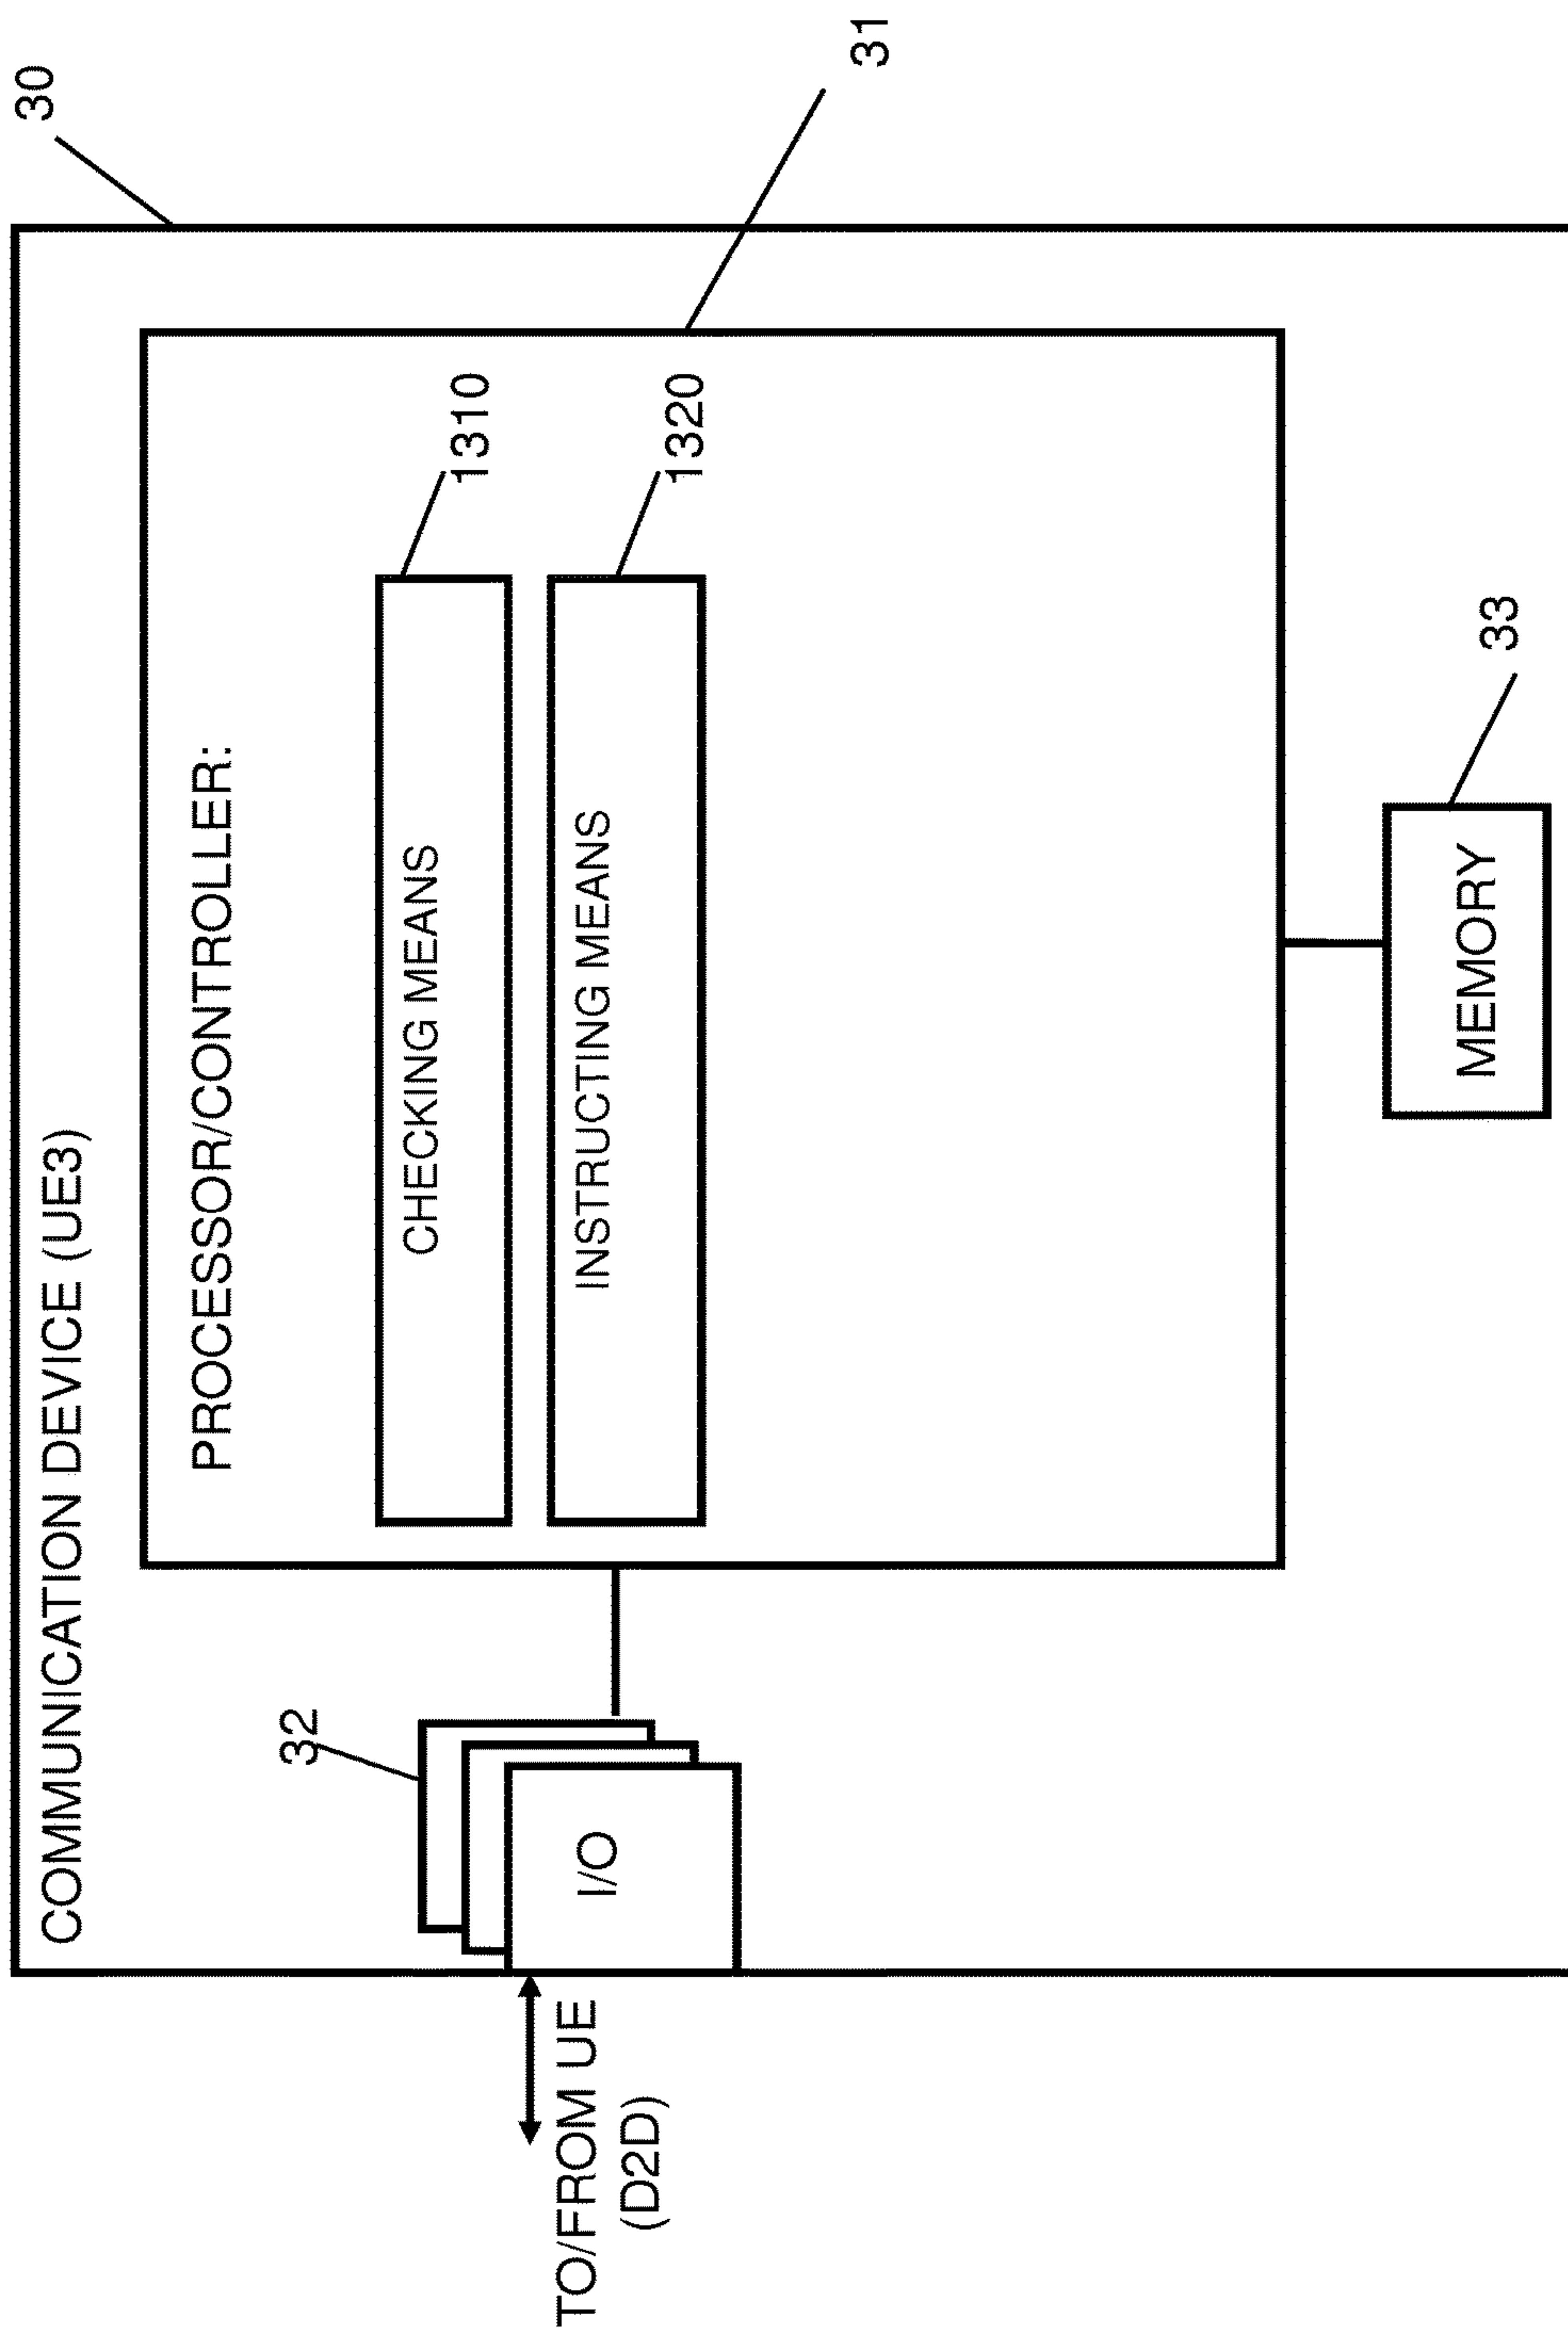 COMMUNICATION DEVICE (UE3)
30
PROCESSOR/CONTROLLER:
31
32
CHECKING MEANS
1310
INSTRUCTING MEANS
1320
I/O
TO/FROM UE
(D2D)
MEMORY
33